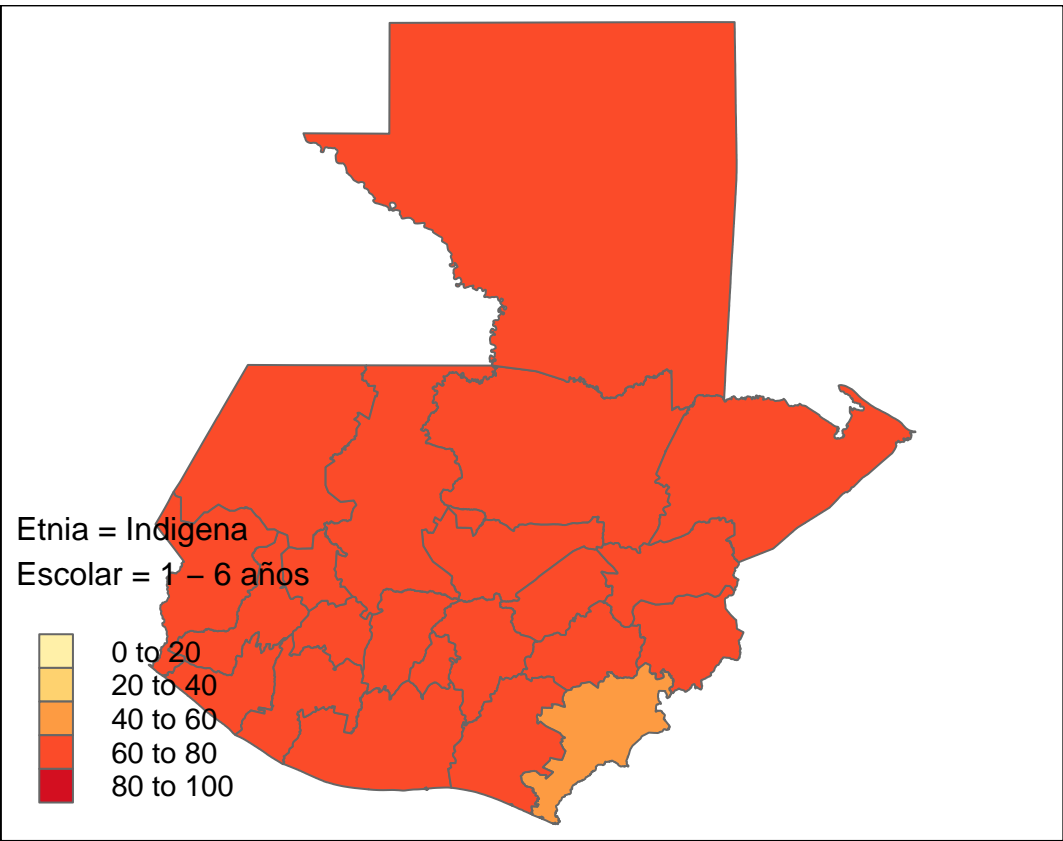 Etnia = Indigena
Escolar = 1 – 6 años
0 to 20
20 to 40
40 to 60
60 to 80
80 to 100